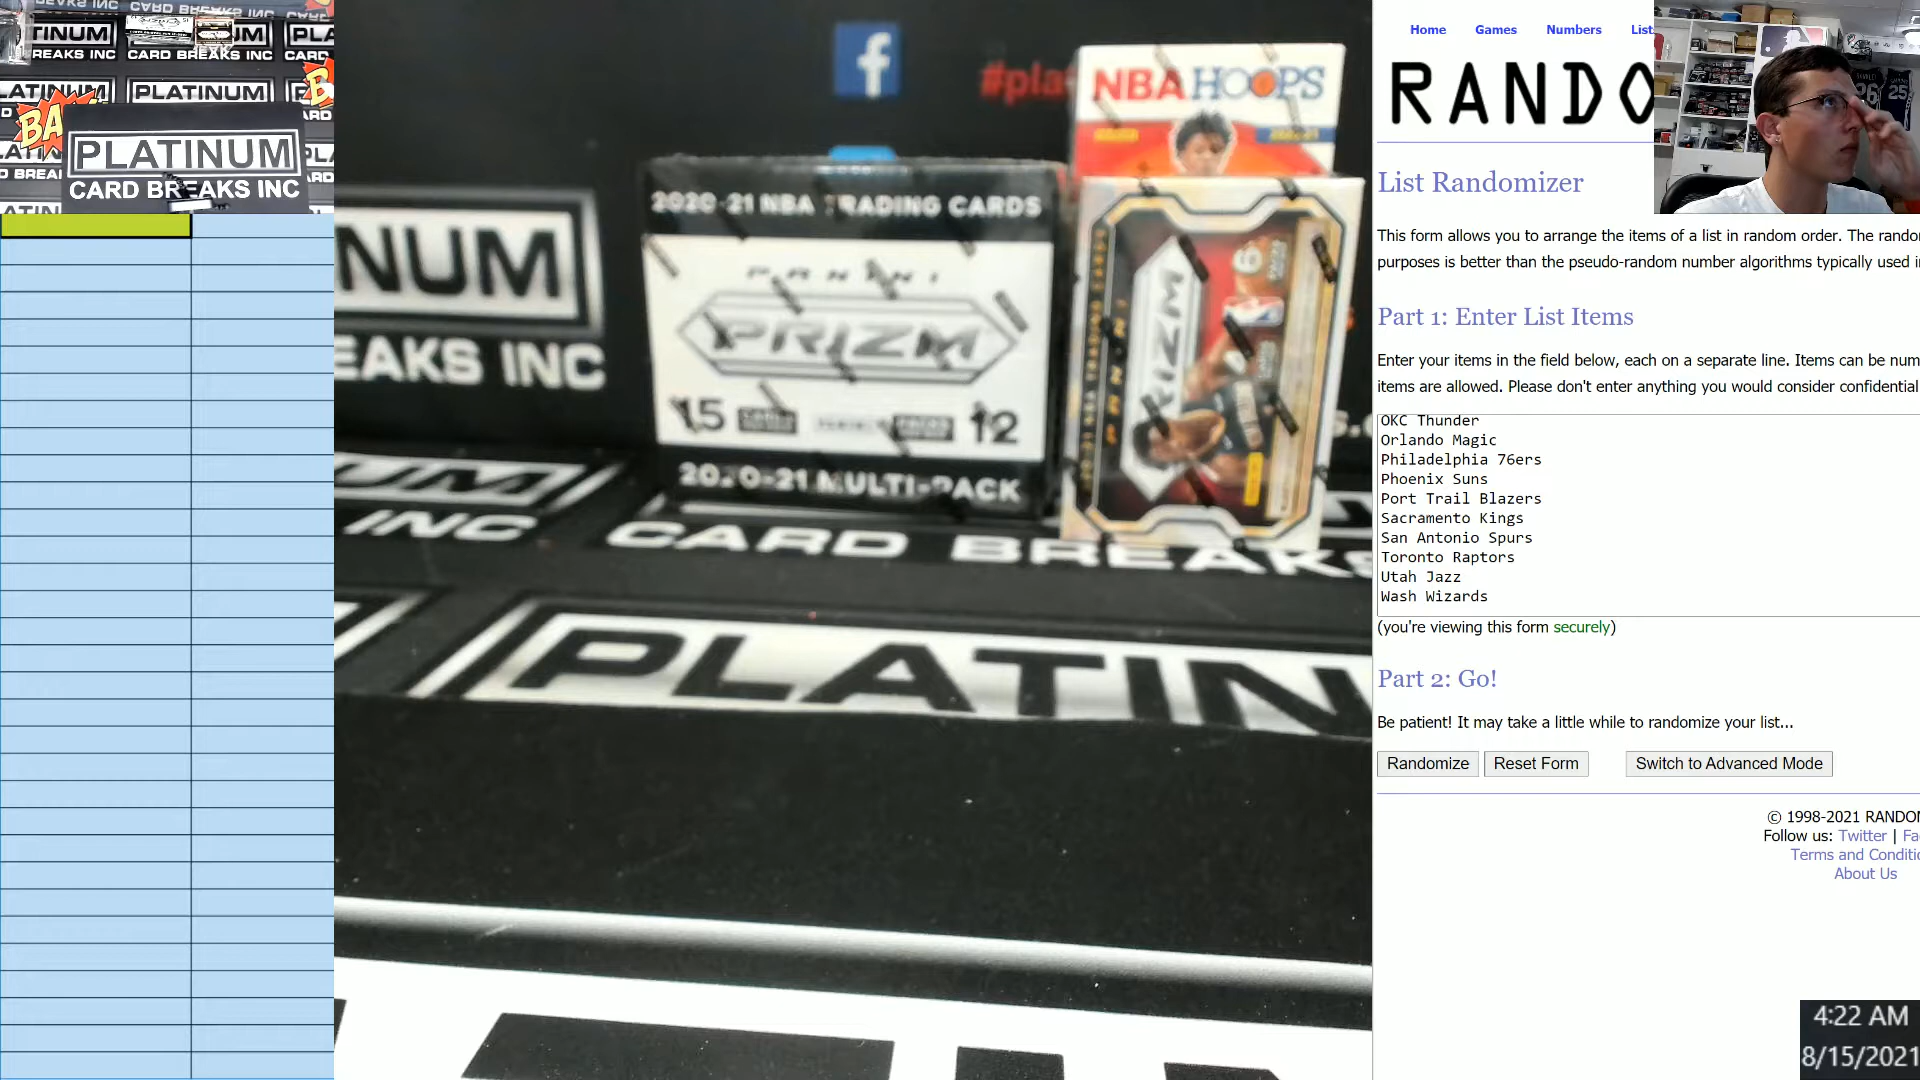 TINUM
REAKS INC
CARD BREAKS INC
CARD
PLATINUM
PLATINUM
CARD BREAKS INC
#pla
NBA HOOPS
2020-21 NBA TRADING CARDS
PANINI
PRIZM
15
12
2020-21 MULTI-PACK
PRIZM
NUM
EAKS INC
INC
CARD BREAKS
PLATIN
Home
Games
Numbers
List
RANDO
List Randomizer
This form allows you to arrange the items of a list in random order. The rando
purposes is better than the pseudo-random number algorithms typically used i
Part 1: Enter List Items
Enter your items in the field below, each on a separate line. Items can be num
items are allowed. Please don't enter anything you would consider confidential
OKC Thunder
Orlando Magic
Philadelphia 76ers
Phoenix Suns
Port Trail Blazers
Sacramento Kings
San Antonio Spurs
Toronto Raptors
Utah Jazz
Wash Wizards
(you're viewing this form securely)
Part 2: Go!
Be patient! It may take a little while to randomize your list...
Randomize
Reset Form
Switch to Advanced Mode
© 1998-2021 RANDO
Follow us: Twitter | Fa
Terms and Conditio
About Us
4:22 AM
8/15/2021